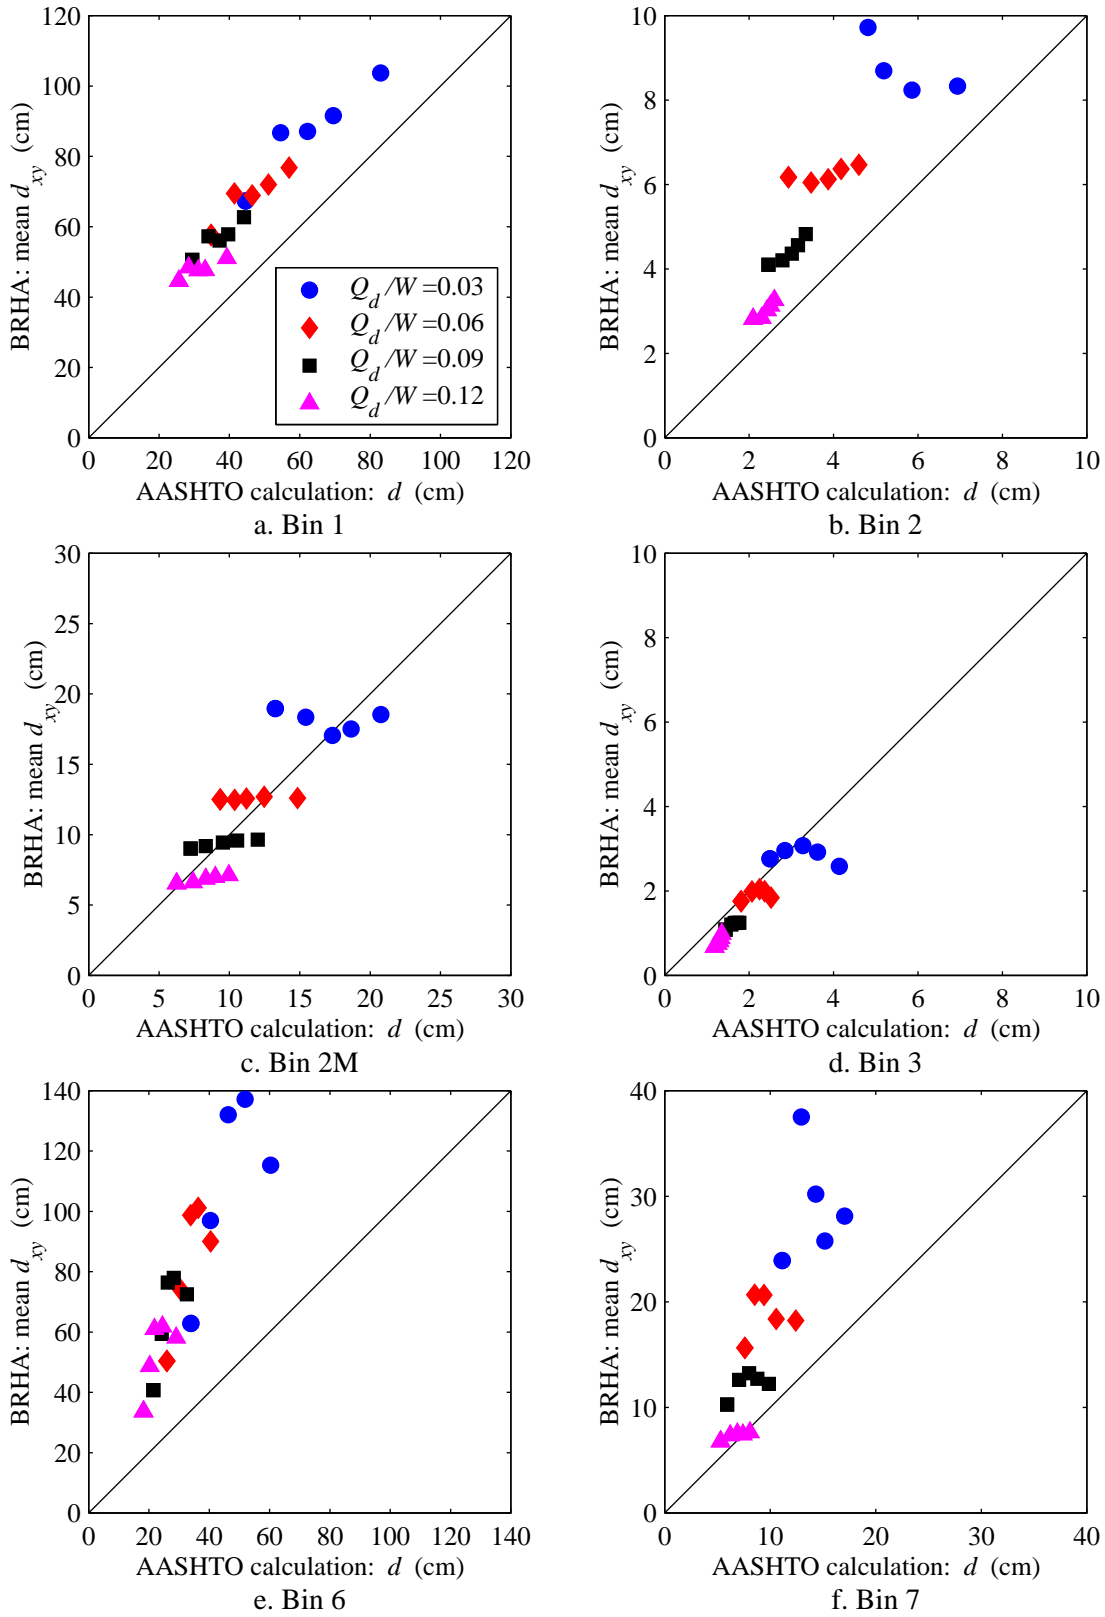 120
100
80
60
40
20
0
BRHA: mean d_xy (cm)
Q_d/W=0.03
Q_d/W=0.06
Q_d/W=0.09
Q_d/W=0.12
0 20 40 60 80 100 120
AASHTO calculation: d (cm)
a. Bin 1
10
8
6
4
2
0
BRHA: mean d_xy (cm)
0 2 4 6 8 10
AASHTO calculation: d (cm)
b. Bin 2
30
25
20
15
10
5
0
BRHA: mean d_xy (cm)
0 5 10 15 20 25 30
AASHTO calculation: d (cm)
c. Bin 2M
10
8
6
4
2
0
BRHA: mean d_xy (cm)
0 2 4 6 8 10
AASHTO calculation: d (cm)
d. Bin 3
140
120
100
80
60
40
20
0
BRHA: mean d_xy (cm)
0 20 40 60 80 100 120 140
AASHTO calculation: d (cm)
e. Bin 6
40
30
20
10
0
BRHA: mean d_xy (cm)
0 10 20 30 40
AASHTO calculation: d (cm)
f. Bin 7